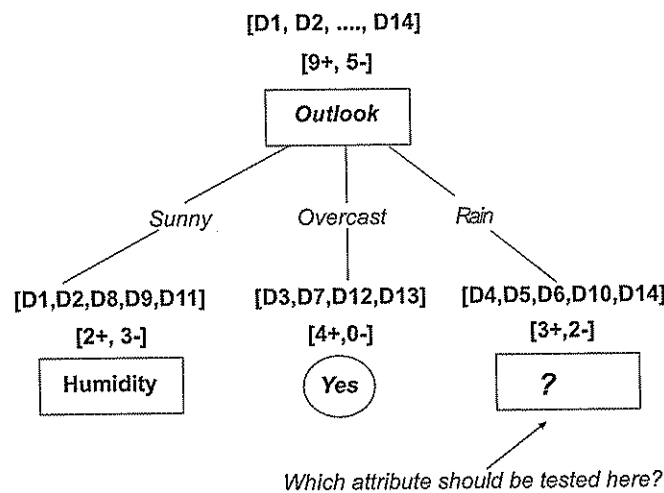 [D1, D2, ...., D14]
[9+, 5-]
Outlook
Sunny
Overcast
Rain
[D1,D2,D8,D9,D11]
[D3,D7,D12,D13]
[D4,D5,D6,D10,D14]
[2+, 3-]
[4+,0-]
[3+,2-]
Humidity
Yes
?
Which attribute should be tested here?